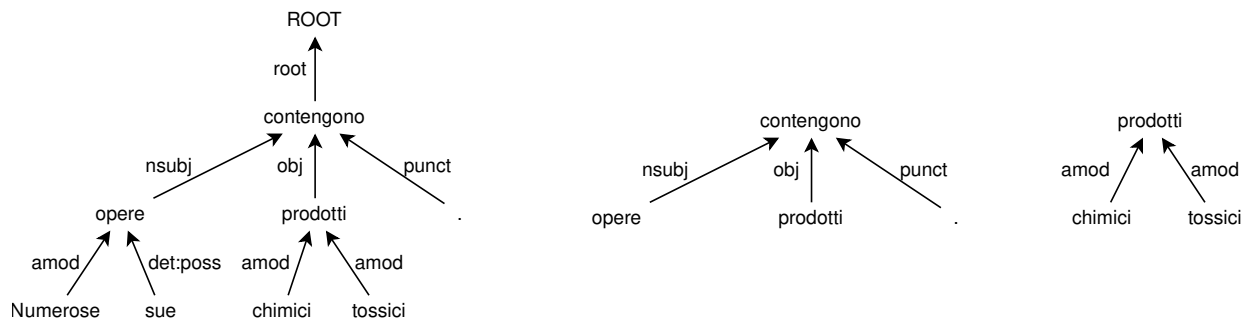 ROOT
root
contengono
nsubj obj punct
opere prodotti .
amod det:poss amod amod
Numerose sue chimici tossici
contengono
nsubj obj punct
opere prodotti .
prodotti
amod amod
chimici tossici